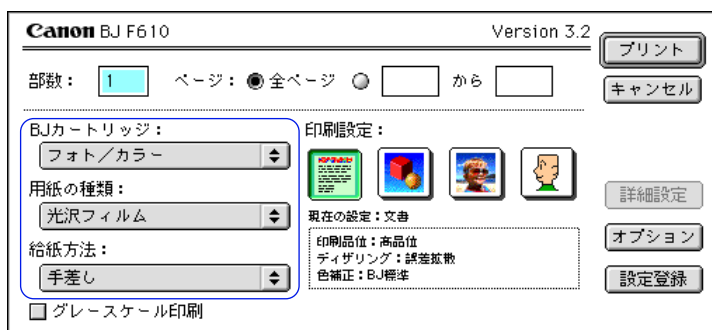 Canon BJ F610 Version 3.2
プリント
部数: 1 ページ: 全ページ から
キャンセル
BJカートリッジ:
フォト/カラー
用紙の種類:
光沢フィルム
給紙方法:
手差し
グレースケール印刷
印刷設定:
現在の設定:文書
印刷品位:高品位
ディザリング:誤差拡散
色補正:BJ標準
詳細設定
オプション
設定登録